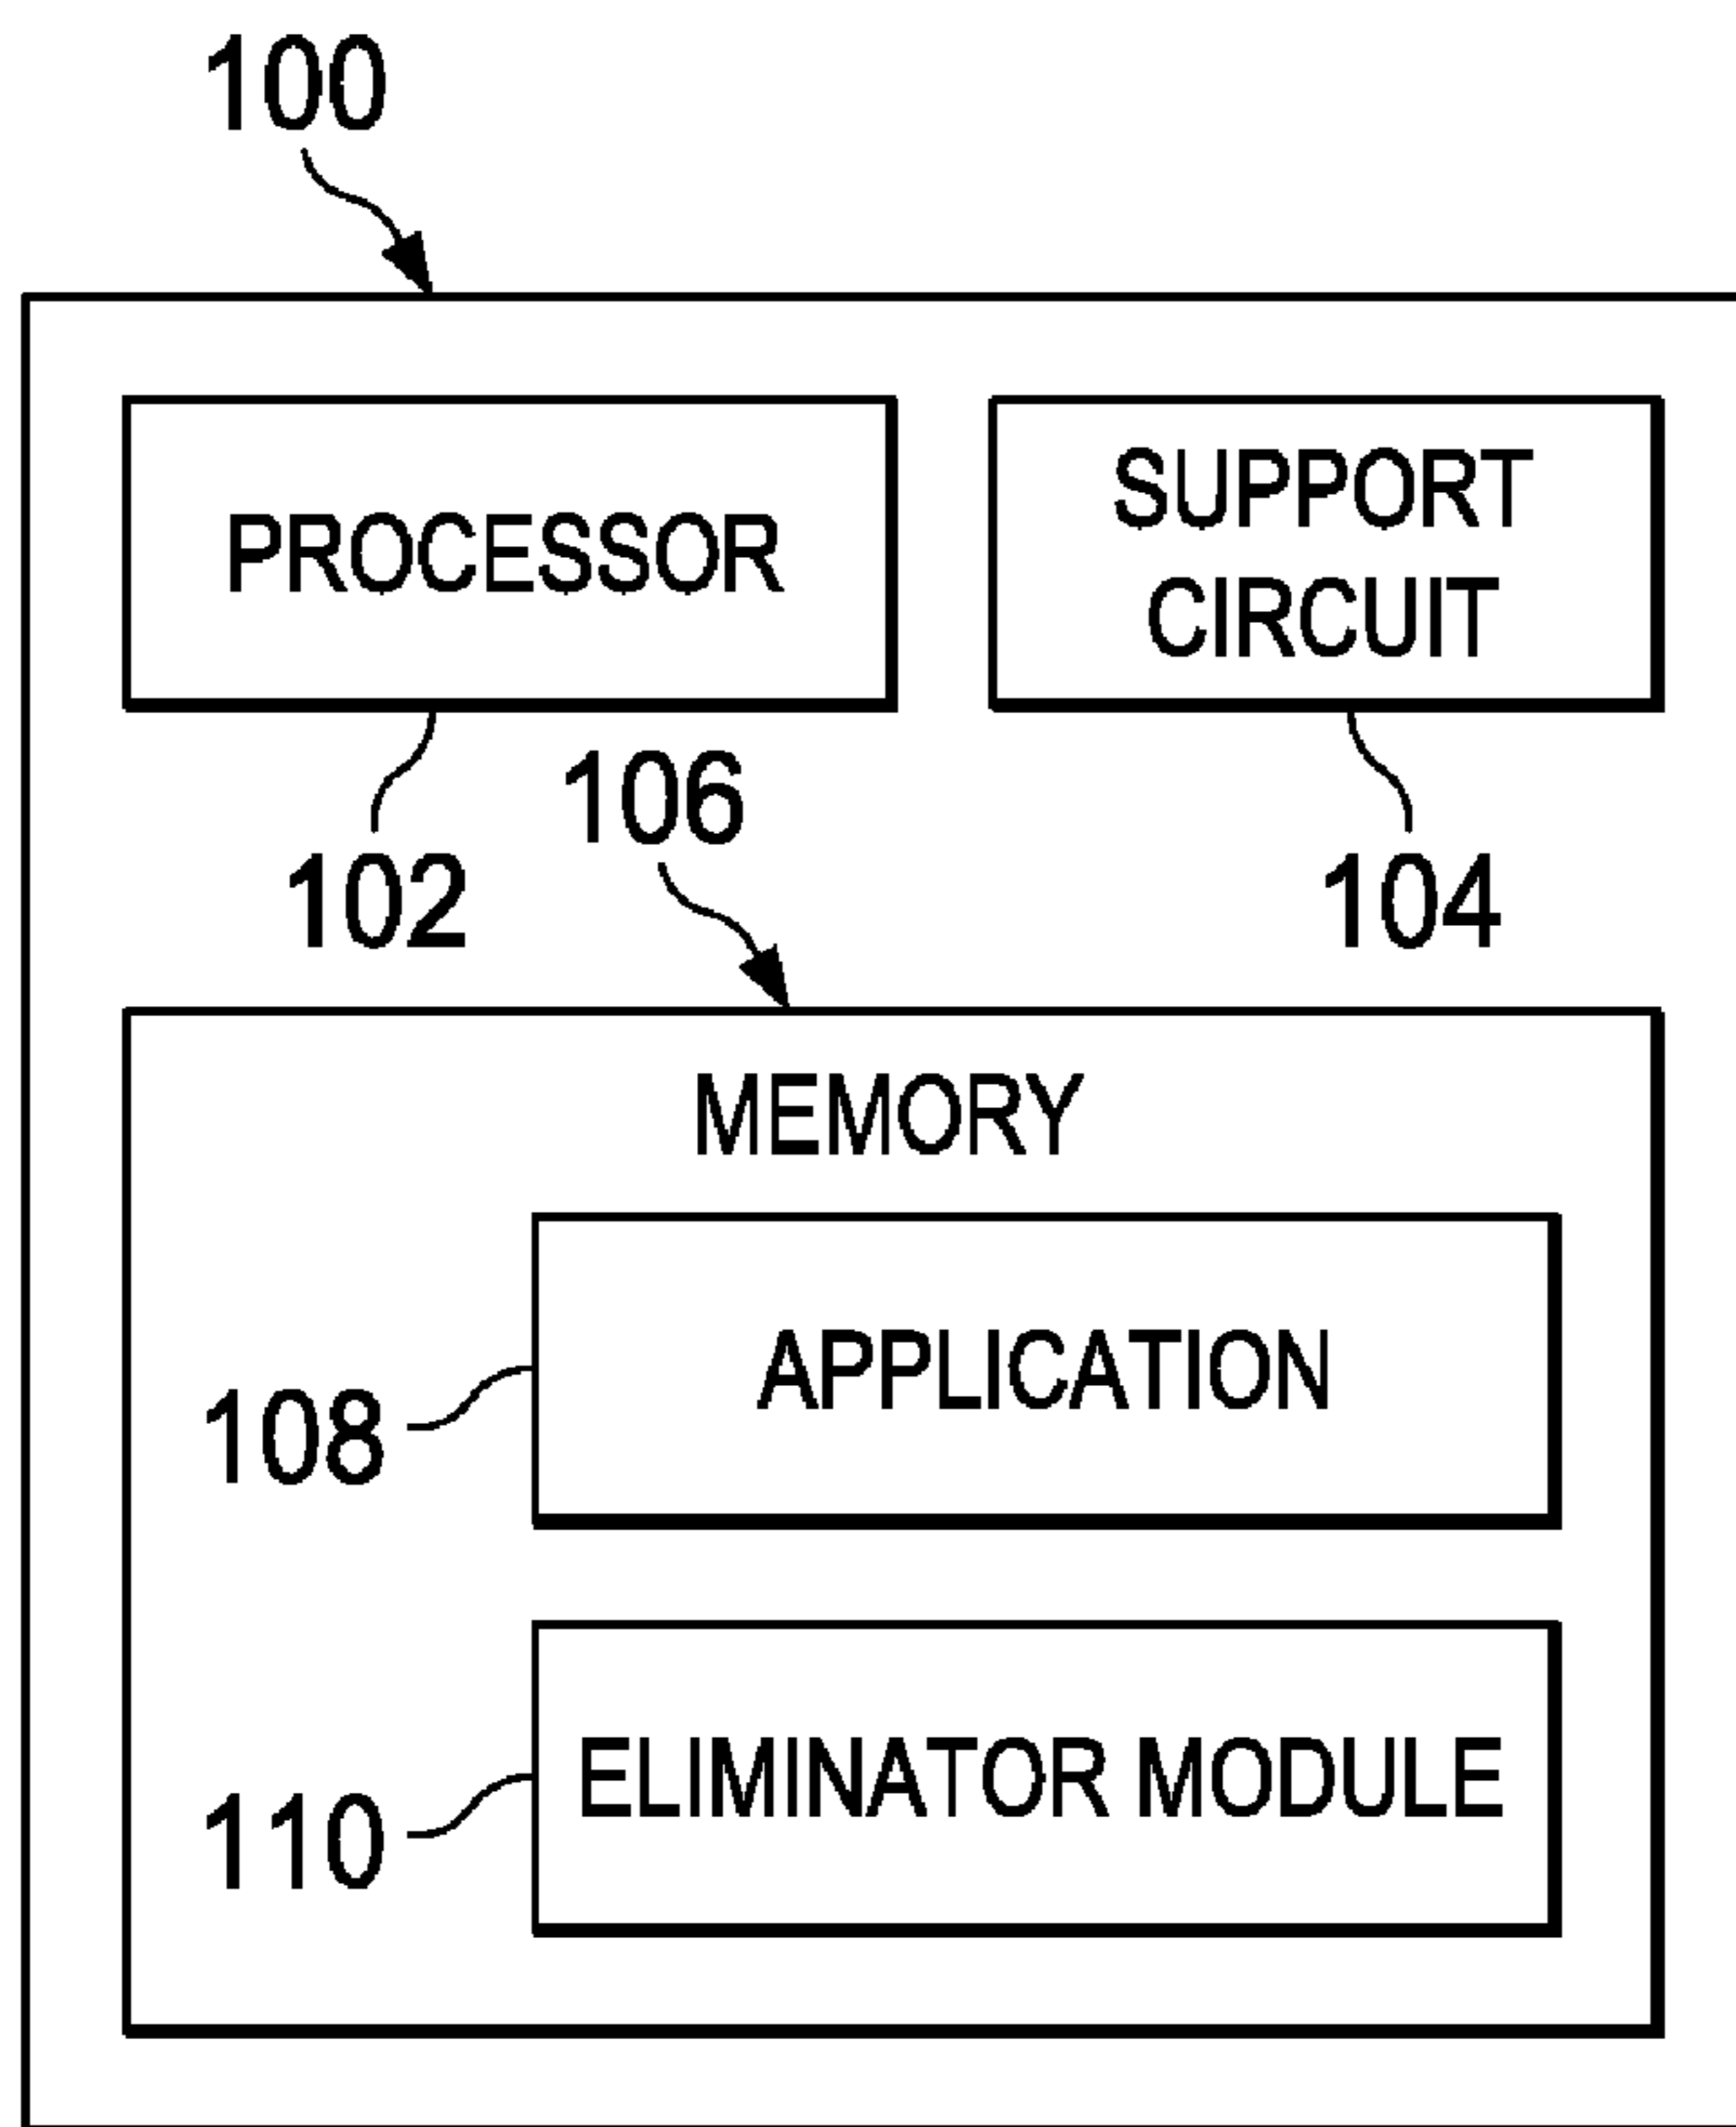 100
PROCESSOR
SUPPORT
CIRCUIT
102
106
104
MEMORY
APPLICATION
108
ELIMINATOR MODULE
110